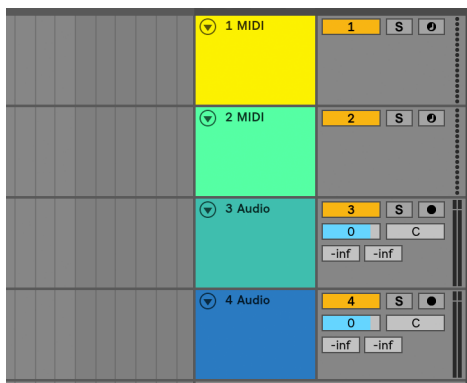 1 MIDI 1 S
2 MIDI 2 S
3 Audio 3 S
0 C
-inf -inf
4 Audio 4 S
0 C
-inf -inf